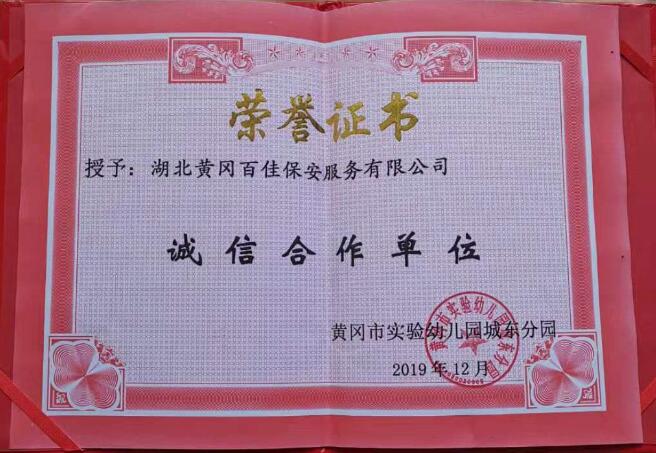 荣誉证书
授予：湖北黄冈百佳保安服务有限公司
诚信合作单位
黄冈市实验幼儿园城东分园
2019年12月